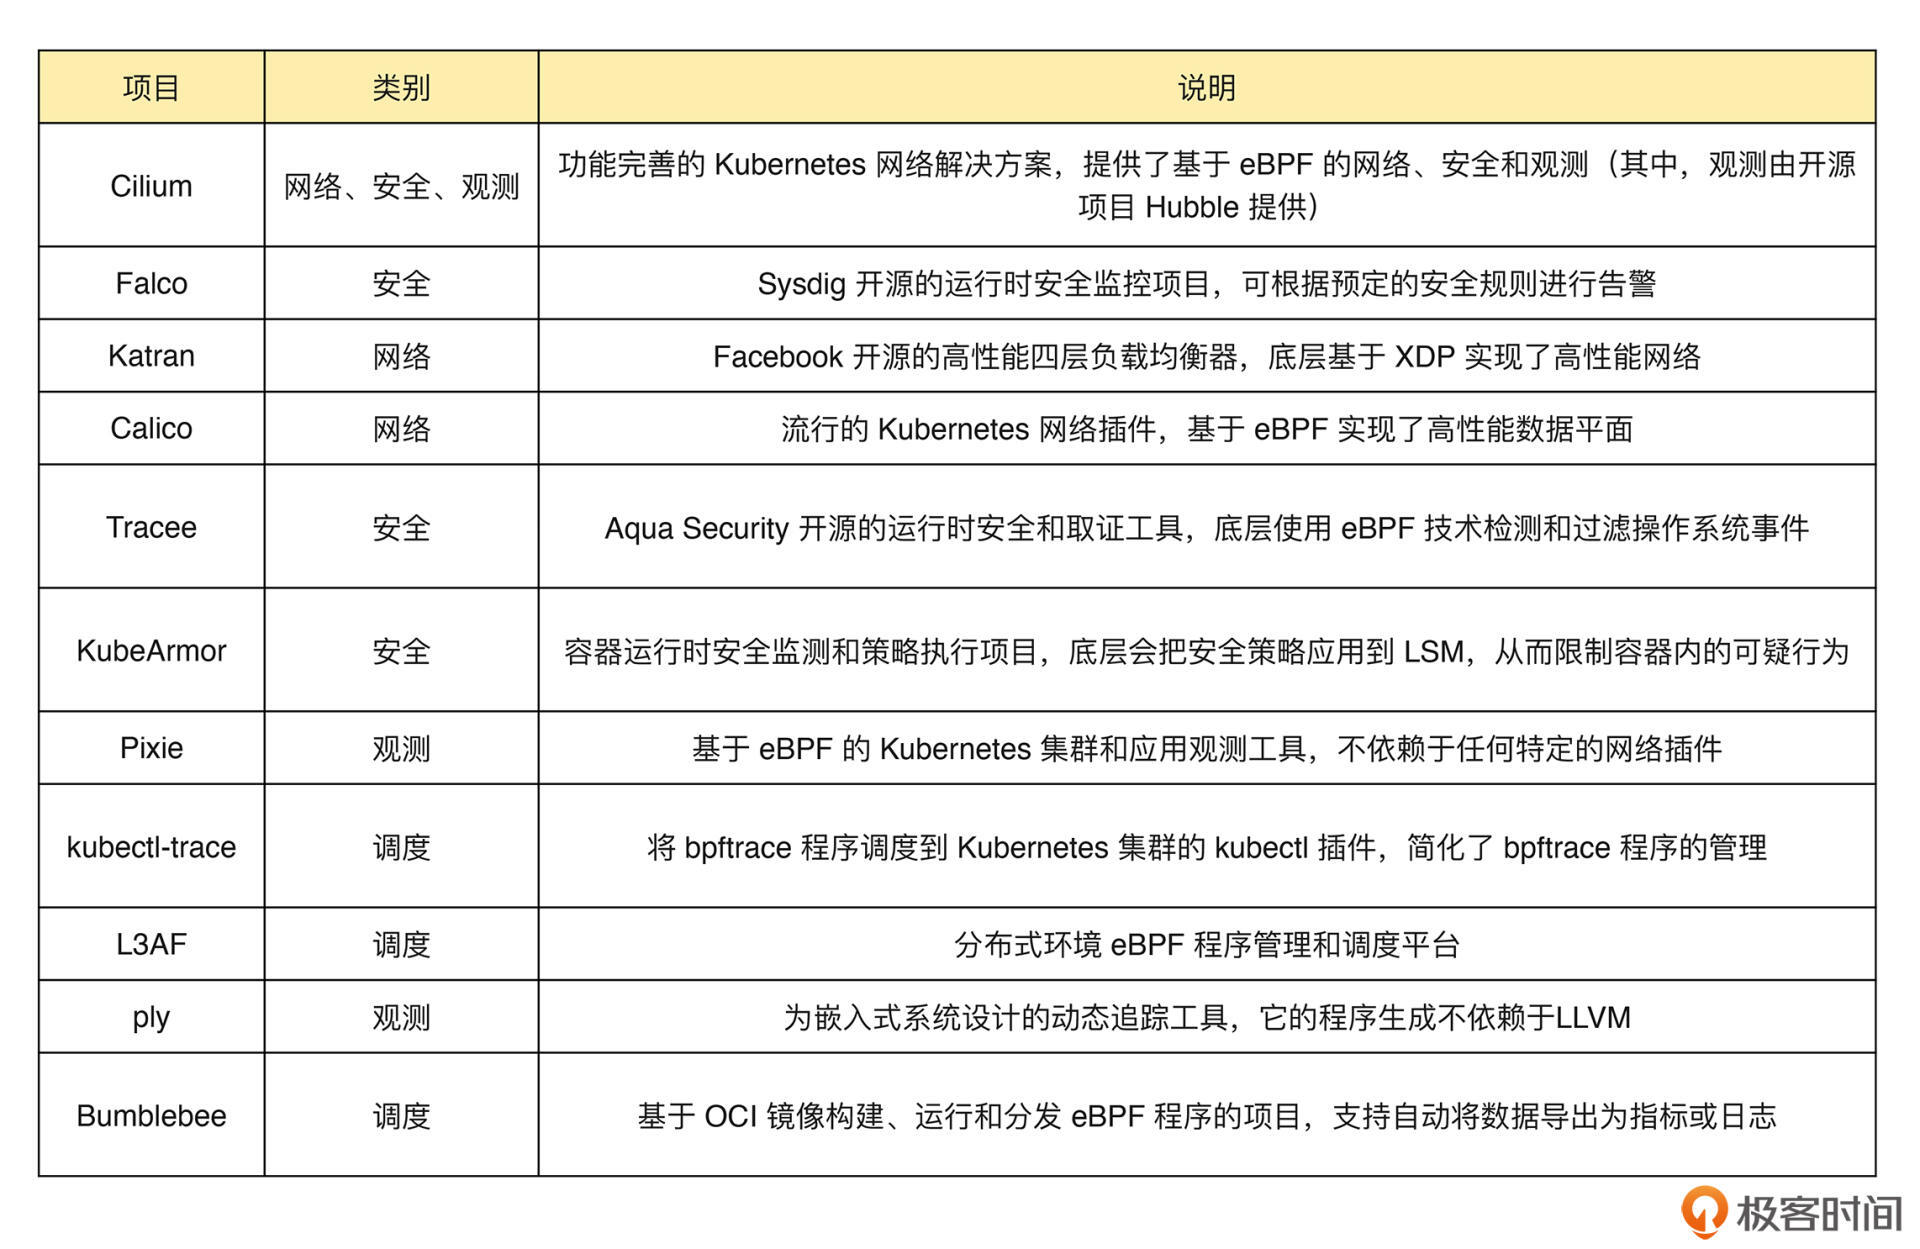 项目 类别 说明
Cilium 网络、安全、观测 功能完善的 Kubernetes 网络解决方案，提供了基于 eBPF 的网络、安全和观测（其中，观测由开源
项目 Hubble 提供）
Falco 安全 Sysdig 开源的运行时安全监控项目，可根据预定的安全规则进行告警
Katran 网络 Facebook 开源的高性能四层负载均衡器，底层基于 XDP 实现了高性能网络
Calico 网络 流行的 Kubernetes 网络插件，基于 eBPF 实现了高性能数据平面
Tracee 安全 Aqua Security 开源的运行时安全和取证工具，底层使用 eBPF 技术检测和过滤操作系统事件
KubeArmor 安全 容器运行时安全监测和策略执行项目，底层会把安全策略应用到 LSM，从而限制容器内的可疑行为
Pixie 观测 基于 eBPF 的 Kubernetes 集群和应用观测工具，不依赖于任何特定的网络插件
kubectl-trace 调度 将 bpftrace 程序调度到 Kubernetes 集群的 kubectl 插件，简化了 bpftrace 程序的管理
L3AF 调度 分布式环境 eBPF 程序管理和调度平台
ply 观测 为嵌入式系统设计的动态追踪工具，它的程序生成不依赖于LLVM
Bumblebee 调度 基于 OCI 镜像构建、运行和分发 eBPF 程序的项目，支持自动将数据导出为指标或日志
极客时间